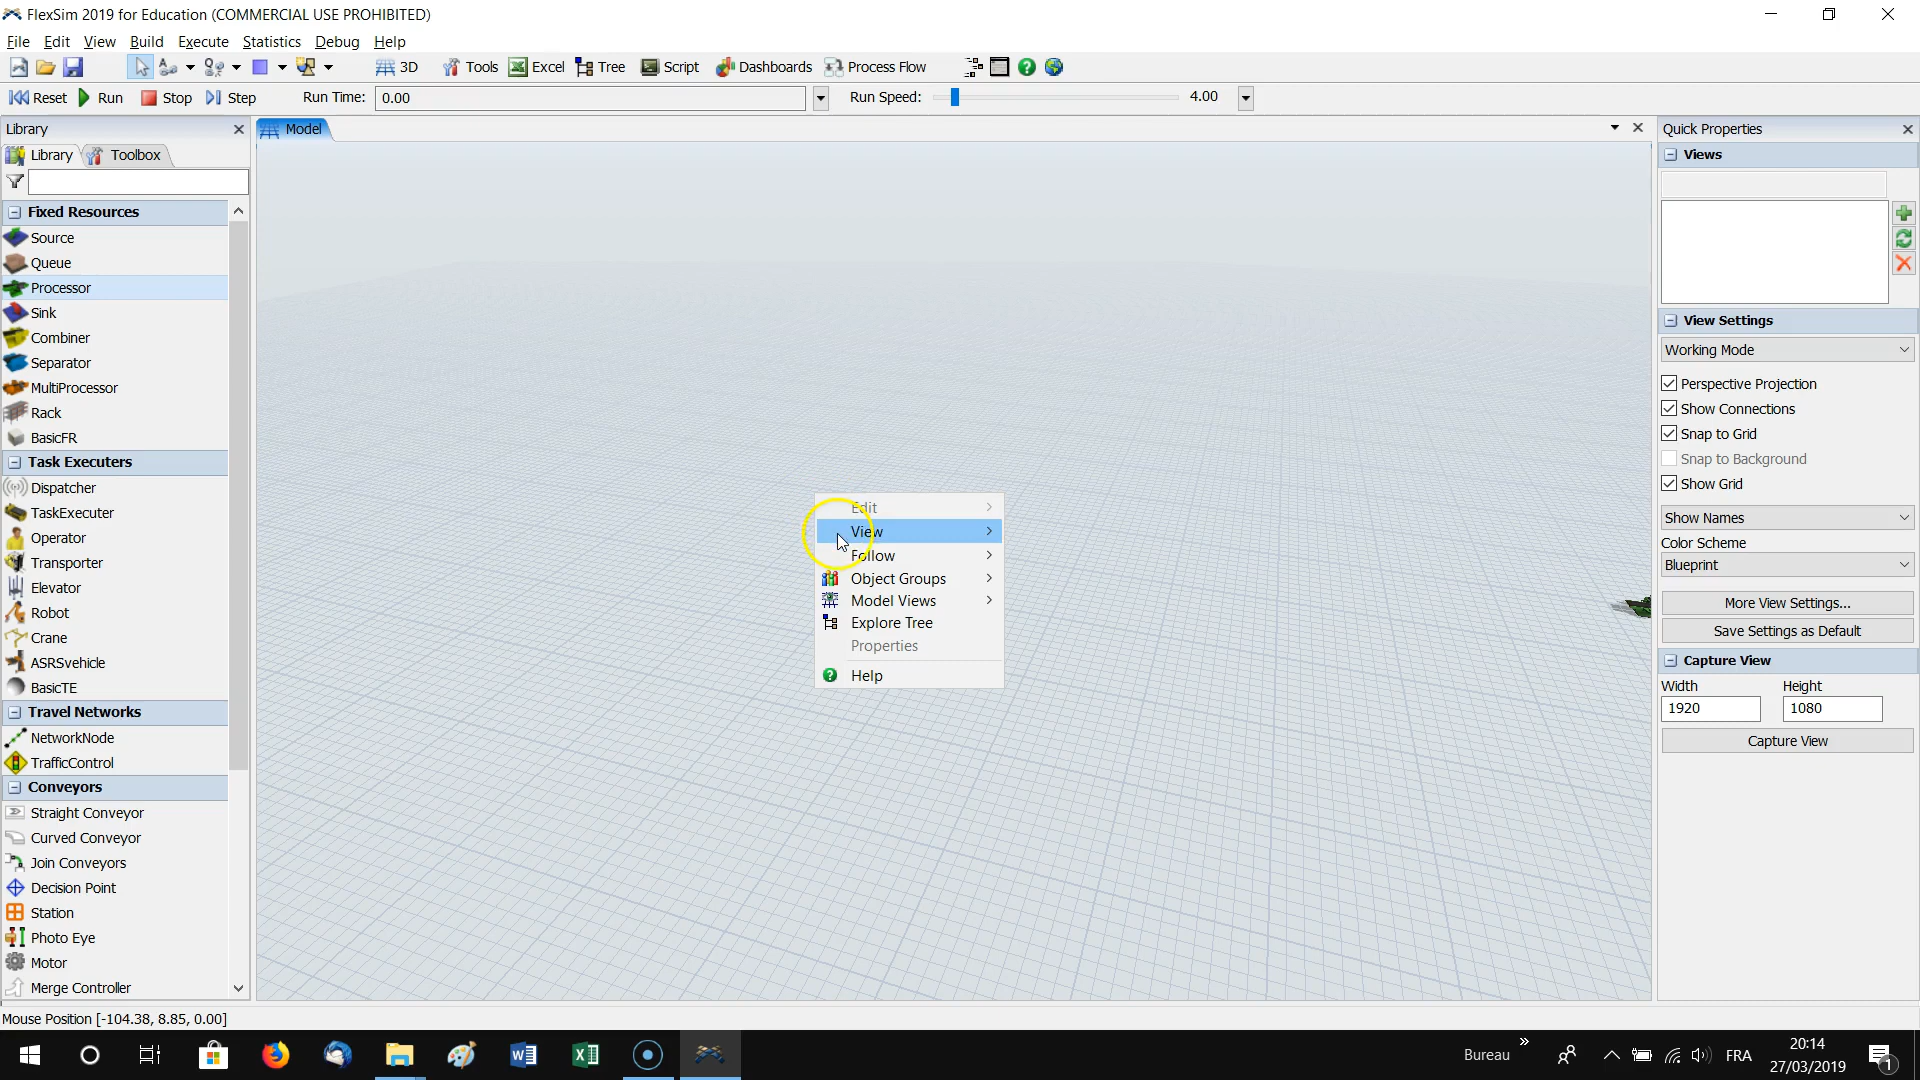 FlexSim 2019 for Education (COMMERCIAL USE PROHIBITED)
File Edit View Build Execute Statistics Debug Help
3D Tools Excel Tree Script Dashboards Process Flow
Reset Run Stop Step Run Time: 0.00 Run Speed: 4.00
Library
Library Toolbox
Fixed Resources
Source
Queue
Processor
Sink
Combiner
Separator
MultiProcessor
Rack
BasicFR
Task Executers
Dispatcher
TaskExecuter
Operator
Transporter
Elevator
Robot
Crane
ASRSvehicle
BasicTE
Travel Networks
NetworkNode
TrafficControl
Conveyors
Straight Conveyor
Curved Conveyor
Join Conveyors
Decision Point
Station
Photo Eye
Motor
Merge Controller
Model
Edit
View
Follow
Object Groups
Model Views
Explore Tree
Properties
Help
Quick Properties
Views
View Settings
Working Mode
Perspective Projection
Show Connections
Snap to Grid
Snap to Background
Show Grid
Show Names
Color Scheme
Blueprint
More View Settings...
Save Settings as Default
Capture View
Width Height
1920 1080
Capture View
Mouse Position [-104.38, 8.85, 0.00]
Bureau
FRA
20:14
27/03/2019
1